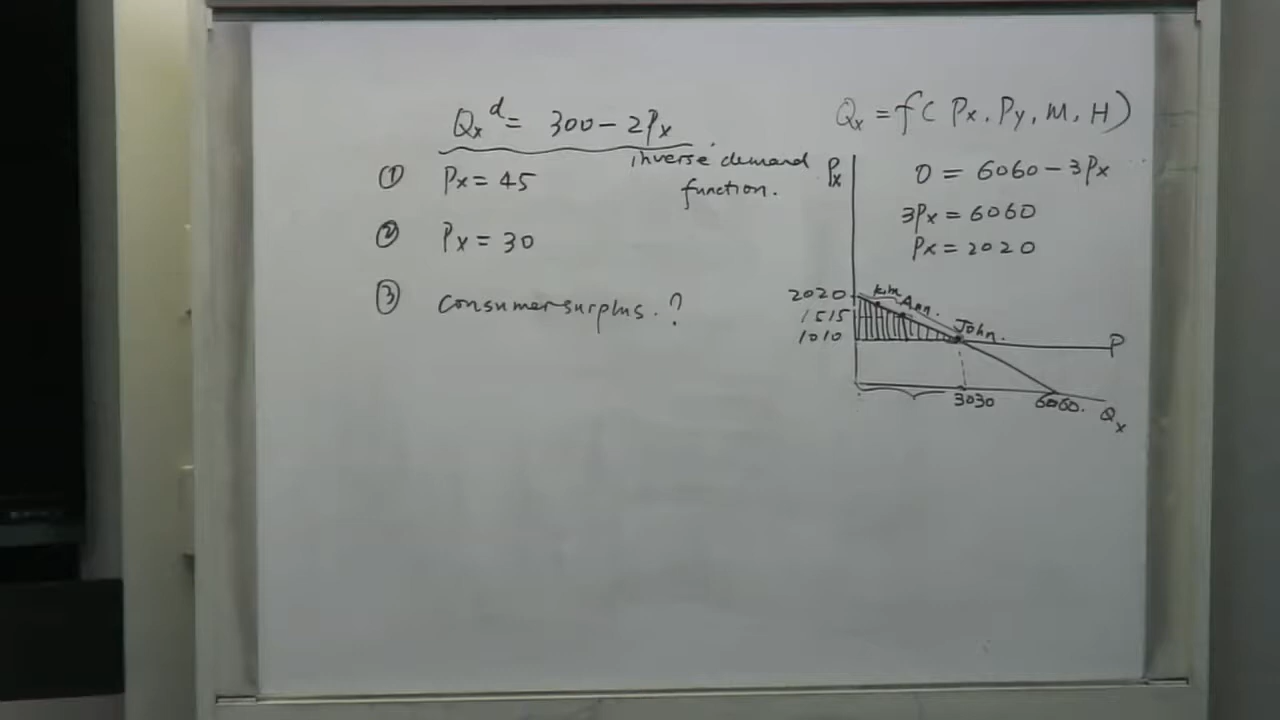 Qx^d = 300 - 2Px
inverse demand
function.
① Px = 45
② Px = 30
③ consumer surplus. ?
Qx = f( Px, Py, M, H)
Px
0 = 6060 - 3Px
3Px = 6060
Px = 2020
2020
1515
1010
kim
Ann.
John.
P
3030
6060.
Qx